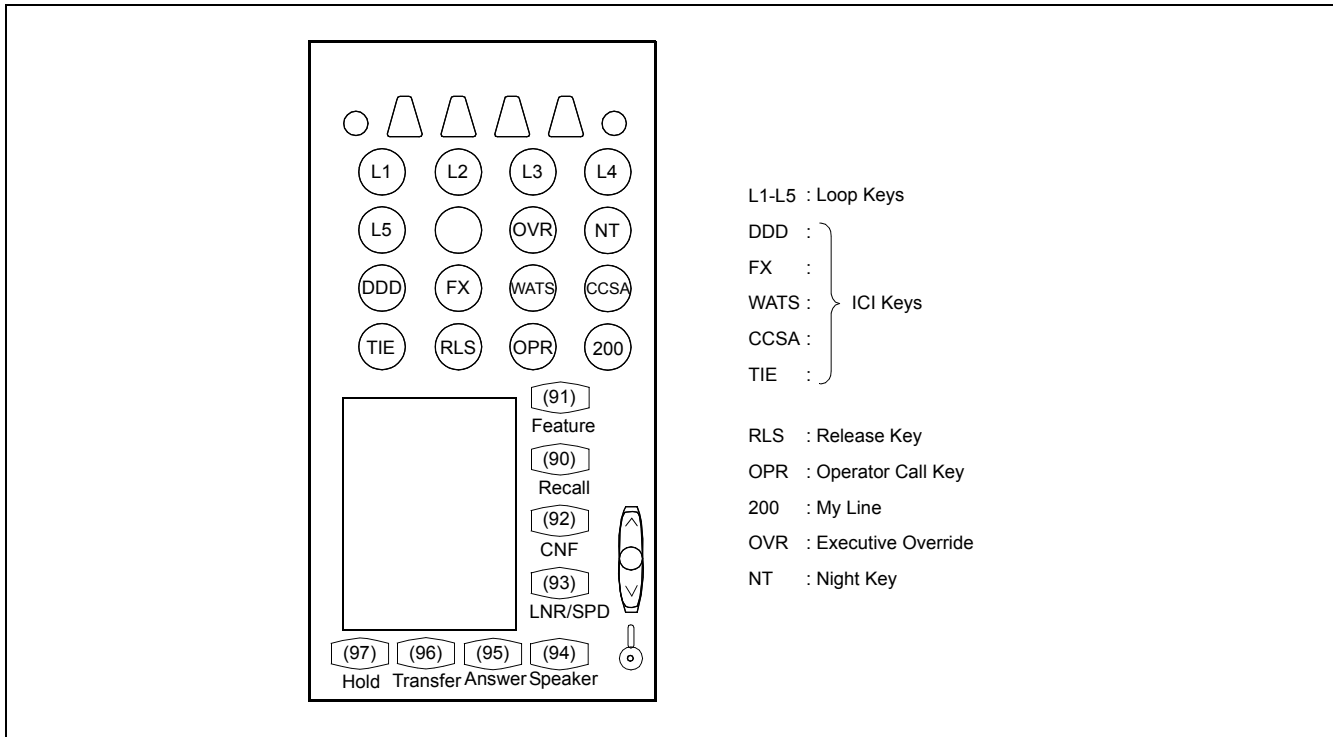 L1 L2 L3 L4
L5 OVR NT
DDD FX WATS CCSA
TIE RLS OPR 200
(91)
Feature
(90)
Recall
(92)
CNF
(93)
LNR/SPD
(97) (96) (95) (94)
Hold Transfer Answer Speaker
L1-L5 : Loop Keys
DDD :
FX :
WATS : ICI Keys
CCSA :
TIE :
RLS : Release Key
OPR : Operator Call Key
200 : My Line
OVR : Executive Override
NT : Night Key